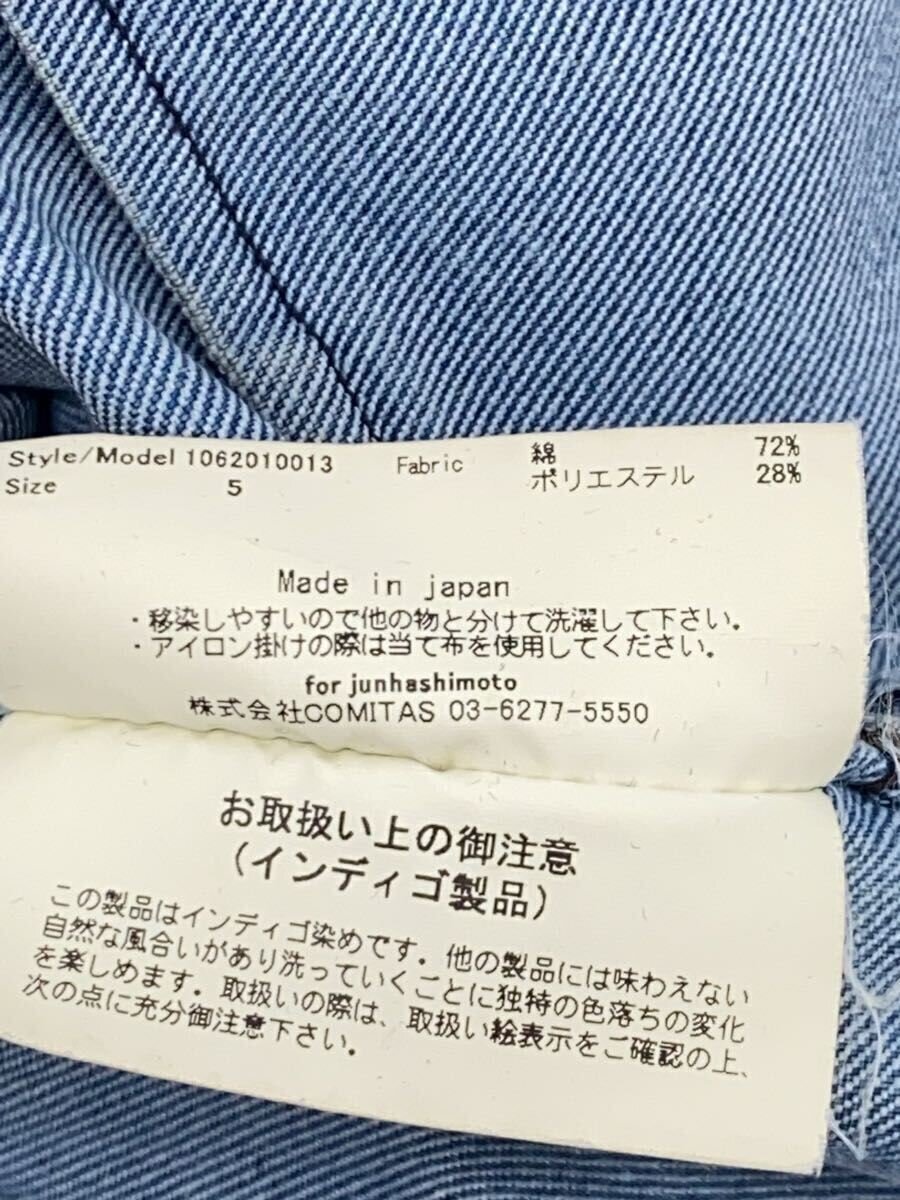 Style/Model 1062010013 Fabric 綿 72%
Size 5 ポリエステル 28%
Made in japan
・移染しやすいので他の物と分けて洗濯して下さい。
・アイロン掛けの際は当て布を使用してください。
for junhashimoto
株式会社COMITAS 03-6277-5550
お取扱い上の御注意
(インディゴ製品)
この製品はインディゴ染めです．他の製品には味わえない
自然な風合いがあり洗っていくごとに独特の色落ちの変化
を楽しめます．取扱いの際は、取扱い絵表示をご確認の上、
次の点に充分御注意下さい．